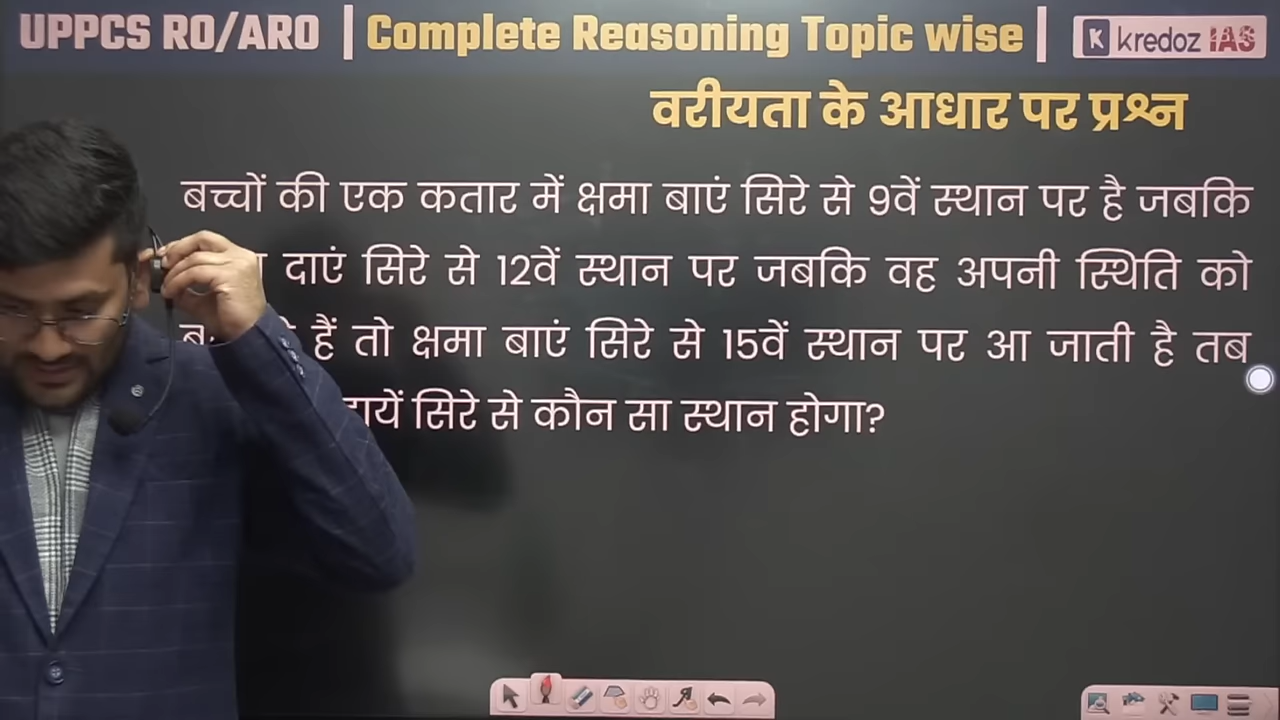 UPPCS RO/ARO | Complete Reasoning Topic wise |
K kredoz IAS
वरीयता के आधार पर प्रश्न
बच्चों की एक कतार में क्षमा बाएं सिरे से 9वें स्थान पर है जबकि
दाएं सिरे से 12वें स्थान पर जबकि वह अपनी स्थिति को
हैं तो क्षमा बाएं सिरे से 15वें स्थान पर आ जाती है तब
सिरे से कौन सा स्थान होगा?